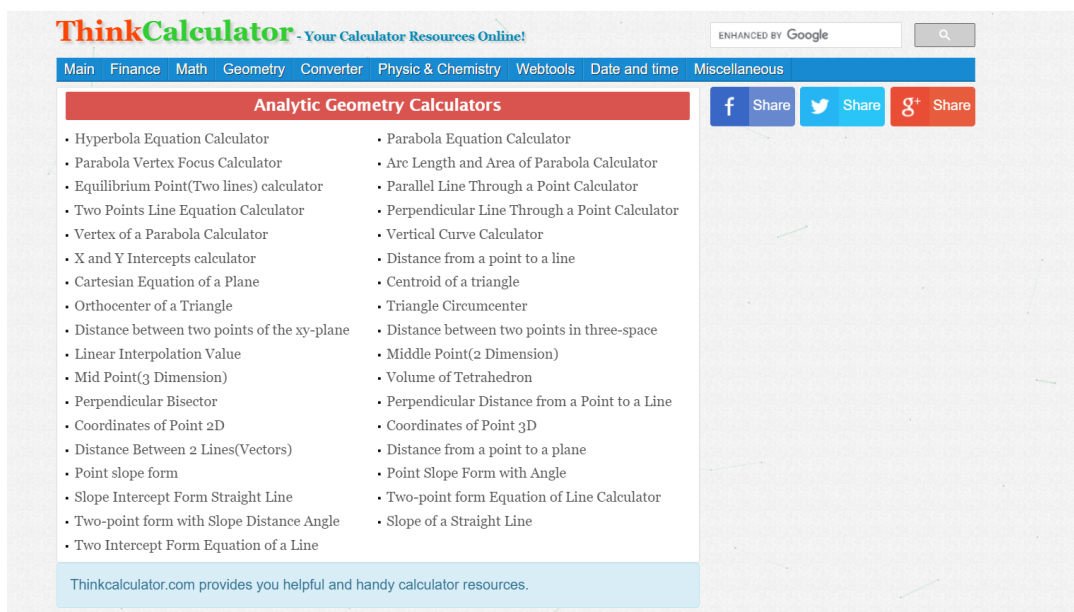 ThinkCalculator - Your Calculator Resources Online!
ENHANCED BY Google
Main Finance Math Geometry Converter Physic & Chemistry Webtools Date and time Miscellaneous
Analytic Geometry Calculators
f Share
Share
g+ Share
Hyperbola Equation Calculator
Parabola Equation Calculator
Parabola Vertex Focus Calculator
Arc Length and Area of Parabola Calculator
Equilibrium Point(Two lines) calculator
Parallel Line Through a Point Calculator
Two Points Line Equation Calculator
Perpendicular Line Through a Point Calculator
Vertex of a Parabola Calculator
Vertical Curve Calculator
X and Y Intercepts calculator
Distance from a point to a line
Cartesian Equation of a Plane
Centroid of a triangle
Orthocenter of a Triangle
Triangle Circumcenter
Distance between two points of the xy-plane
Distance between two points in three-space
Linear Interpolation Value
Middle Point(2 Dimension)
Mid Point(3 Dimension)
Volume of Tetrahedron
Perpendicular Bisector
Perpendicular Distance from a Point to a Line
Coordinates of Point 2D
Coordinates of Point 3D
Distance Between 2 Lines(Vectors)
Distance from a point to a plane
Point slope form
Point Slope Form with Angle
Slope Intercept Form Straight Line
Two-point form Equation of Line Calculator
Two-point form with Slope Distance Angle
Slope of a Straight Line
Two Intercept Form Equation of a Line
Thinkcalculator.com provides you helpful and handy calculator resources.